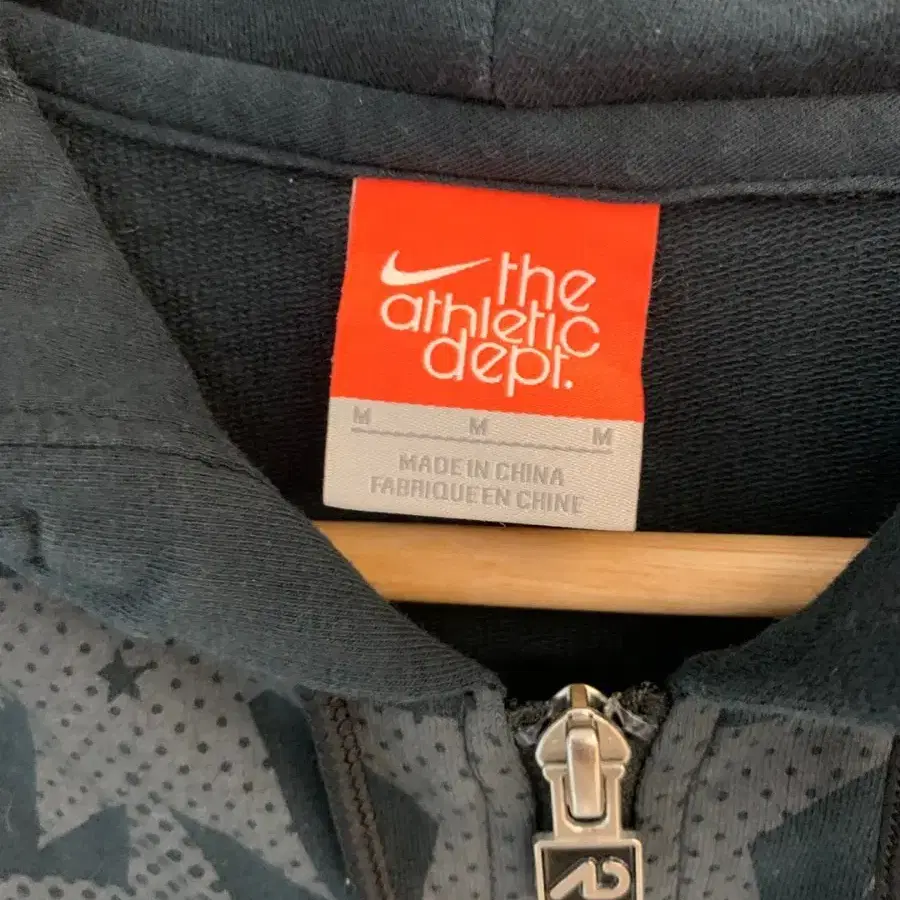 the
athletic
dept.
M M M
MADE IN CHINA
FABRIQUE EN CHINE